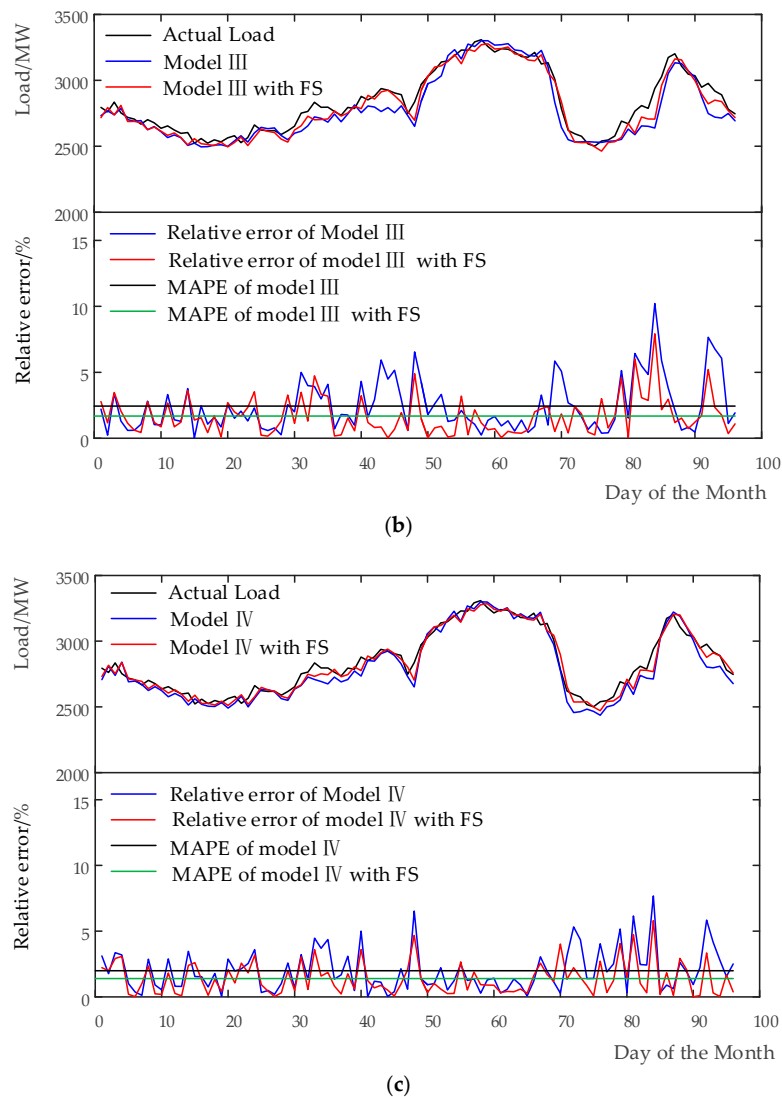 3500
Actual Load
Model Ⅲ
Model Ⅲ with FS
3000
2500
2000
Load/MW
Relative error of Model Ⅲ
Relative error of model Ⅲ with FS
MAPE of model Ⅲ
MAPE of model Ⅲ with FS
15
10
5
0
Relative error/%
0 10 20 30 40 50 60 70 80 90 100
Day of the Month
(b)
3500
Actual Load
Model Ⅳ
Model Ⅳ with FS
3000
2500
2000
Load/MW
Relative error of Model Ⅳ
Relative error of model Ⅳ with FS
MAPE of model Ⅳ
MAPE of model Ⅳ with FS
15
10
5
0
Relative error/%
0 10 20 30 40 50 60 70 80 90 100
Day of the Month
(c)